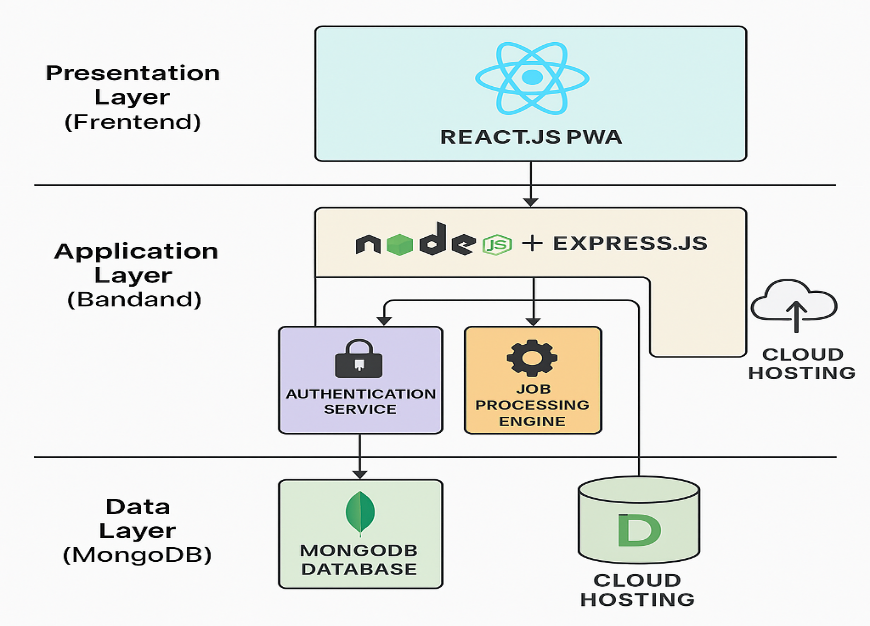 Presentation
Layer
(Frentend)
REACT.JS PWA
Application
Layer
(Bandand)
node JS + EXPRESS.JS
CLOUD
HOSTING
AUTHENTICATION
SERVICE
JOB
PROCESSING
ENGINE
Data
Layer
(MongoDB)
MONGODB
DATABASE
D
CLOUD
HOSTING